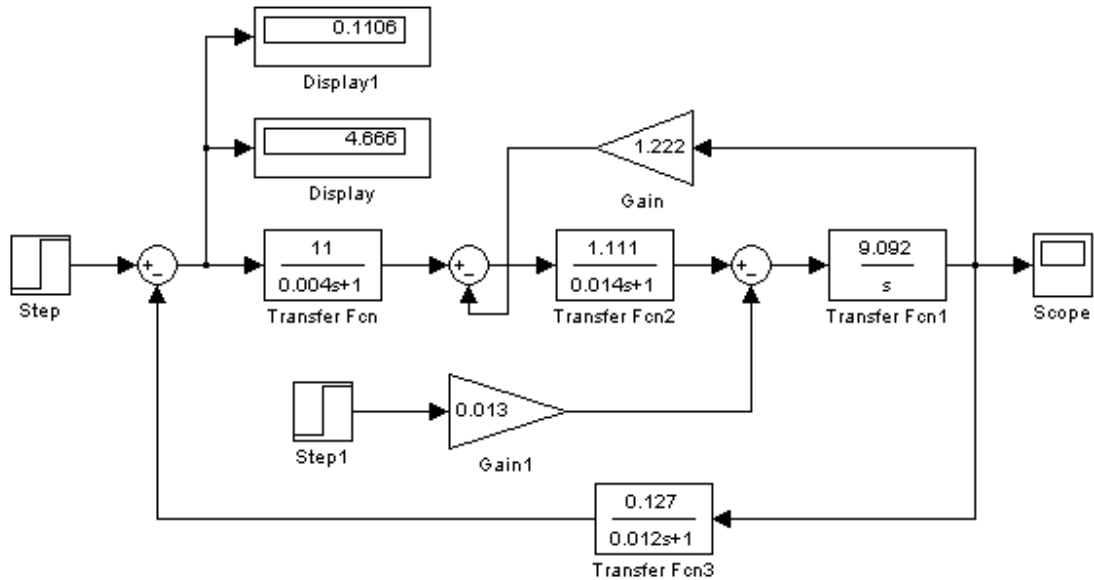 0.1106
Display1
4.666
Display
1.222
Gain
Step
+
−
11
0.004s+1
Transfer Fcn
+
−
1.111
0.014s+1
Transfer Fcn2
+
−
9.092
s
Transfer Fcn1
Scope
Step1
0.013
Gain1
0.127
0.012s+1
Transfer Fcn3